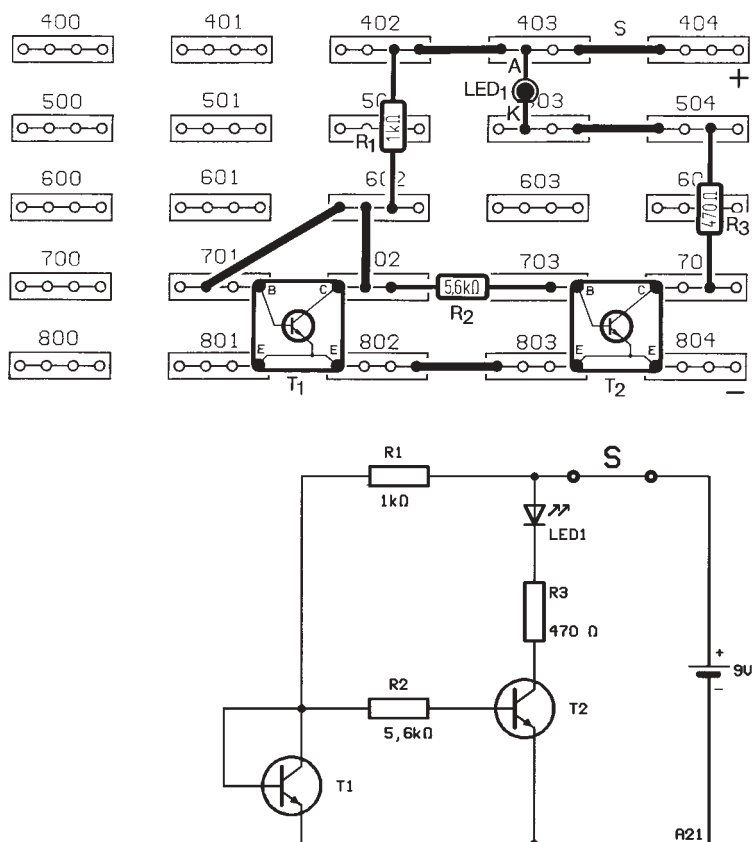 400 401 402 403 S 404
A +
LED1
500 501 50 03 504
1kΩ K
R1
600 601 602 603 60
470Ω R3
700 701 02 703 70
B C 5,6kΩ B C
R2
800 801 802 803 804
E E E E
T1 T2 −
R1 S
1kΩ
LED1
R3
470 Ω
+
9V
−
R2
T2
5,6kΩ
T1
A21